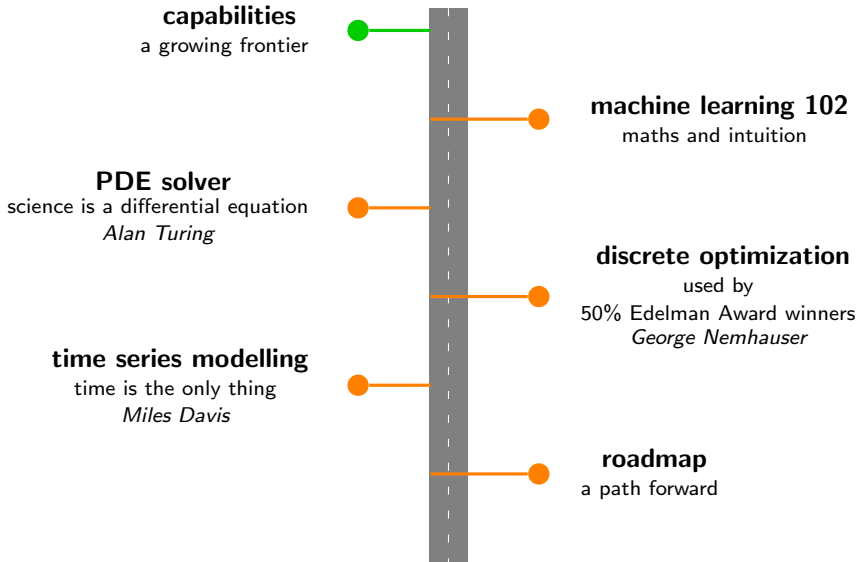 capabilities
a growing frontier
machine learning 102
maths and intuition
PDE solver
science is a differential equation
Alan Turing
discrete optimization
used by
50% Edelman Award winners
George Nemhauser
time series modelling
time is the only thing
Miles Davis
roadmap
a path forward